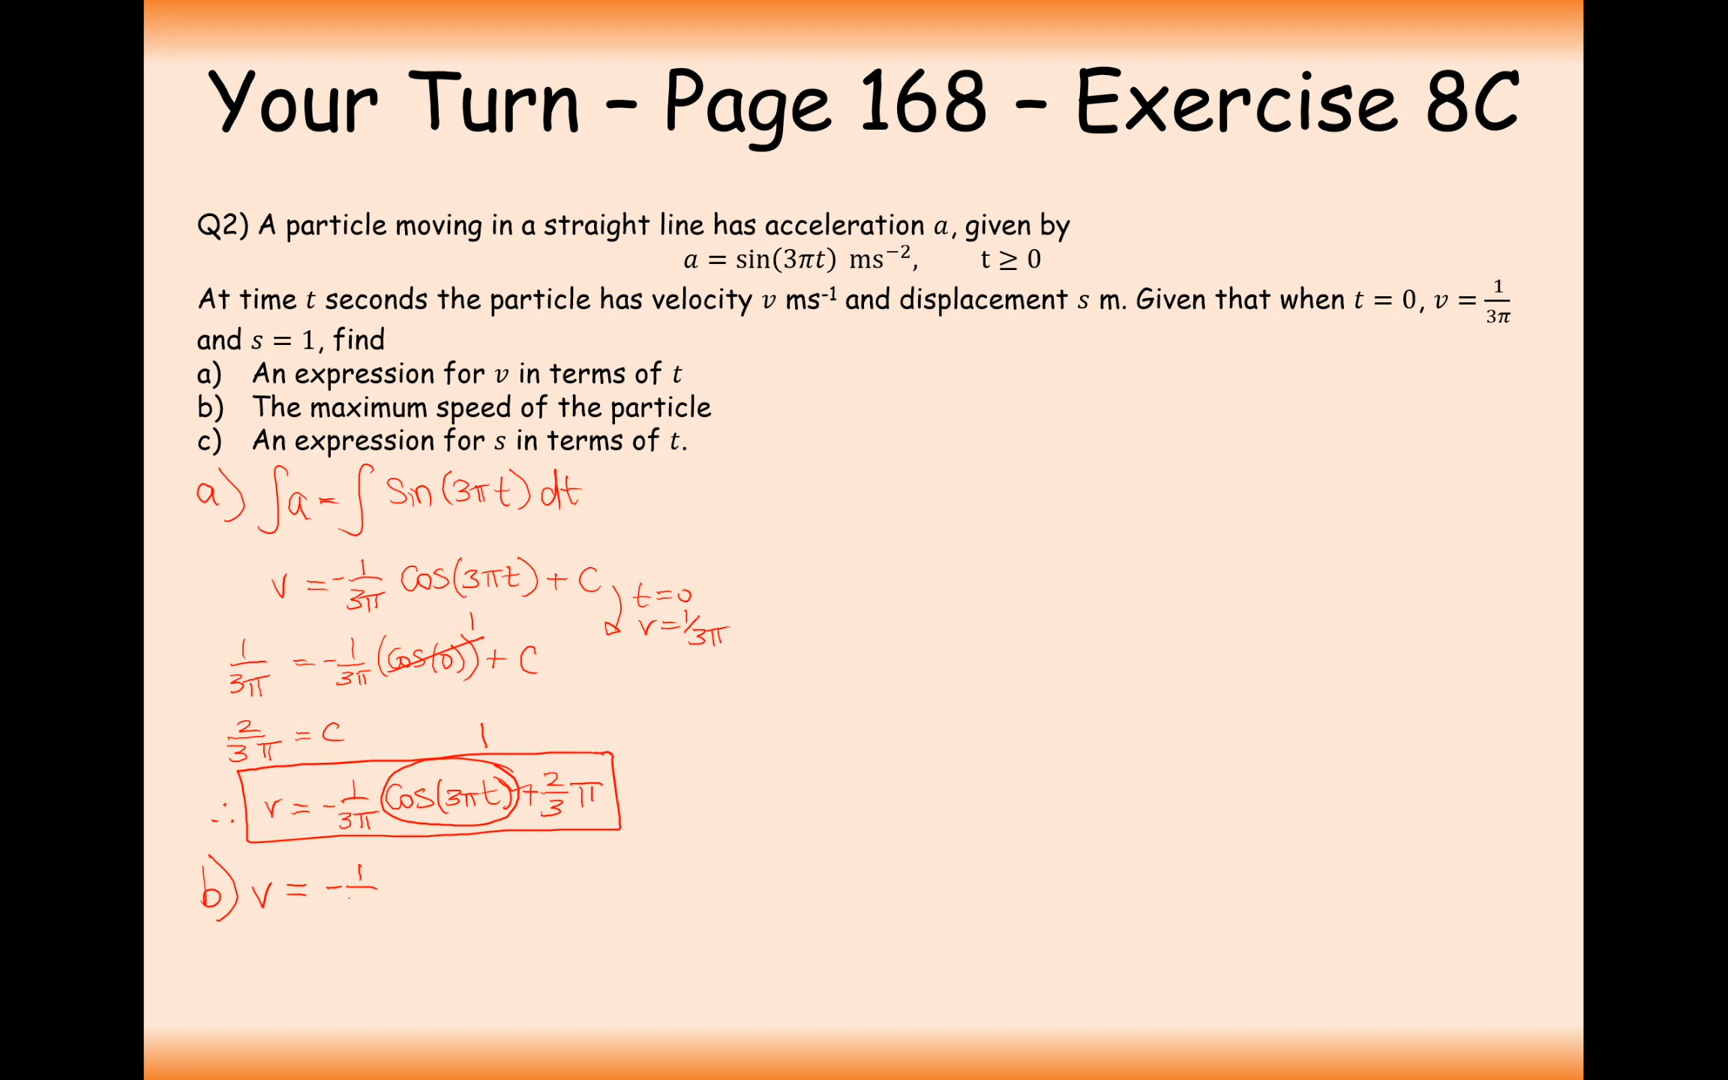 Your Turn – Page 168 – Exercise 8C
Q2) A particle moving in a straight line has acceleration a, given by
a = sin(3πt) ms⁻², t ≥ 0
At time t seconds the particle has velocity v ms⁻¹ and displacement s m. Given that when t = 0, v = 1/3π
and s = 1, find
a) An expression for v in terms of t
b) The maximum speed of the particle
c) An expression for s in terms of t.
a) ∫a = ∫ Sin(3πt) dt
v = -1/3π Cos(3πt) + C
t=0
v=1/3π
1/3π = -1/3π (Cos(0)) 1 + C
2/3π = C
1
∴ v = -1/3π Cos(3πt) + 2/3 π
b) v = -1